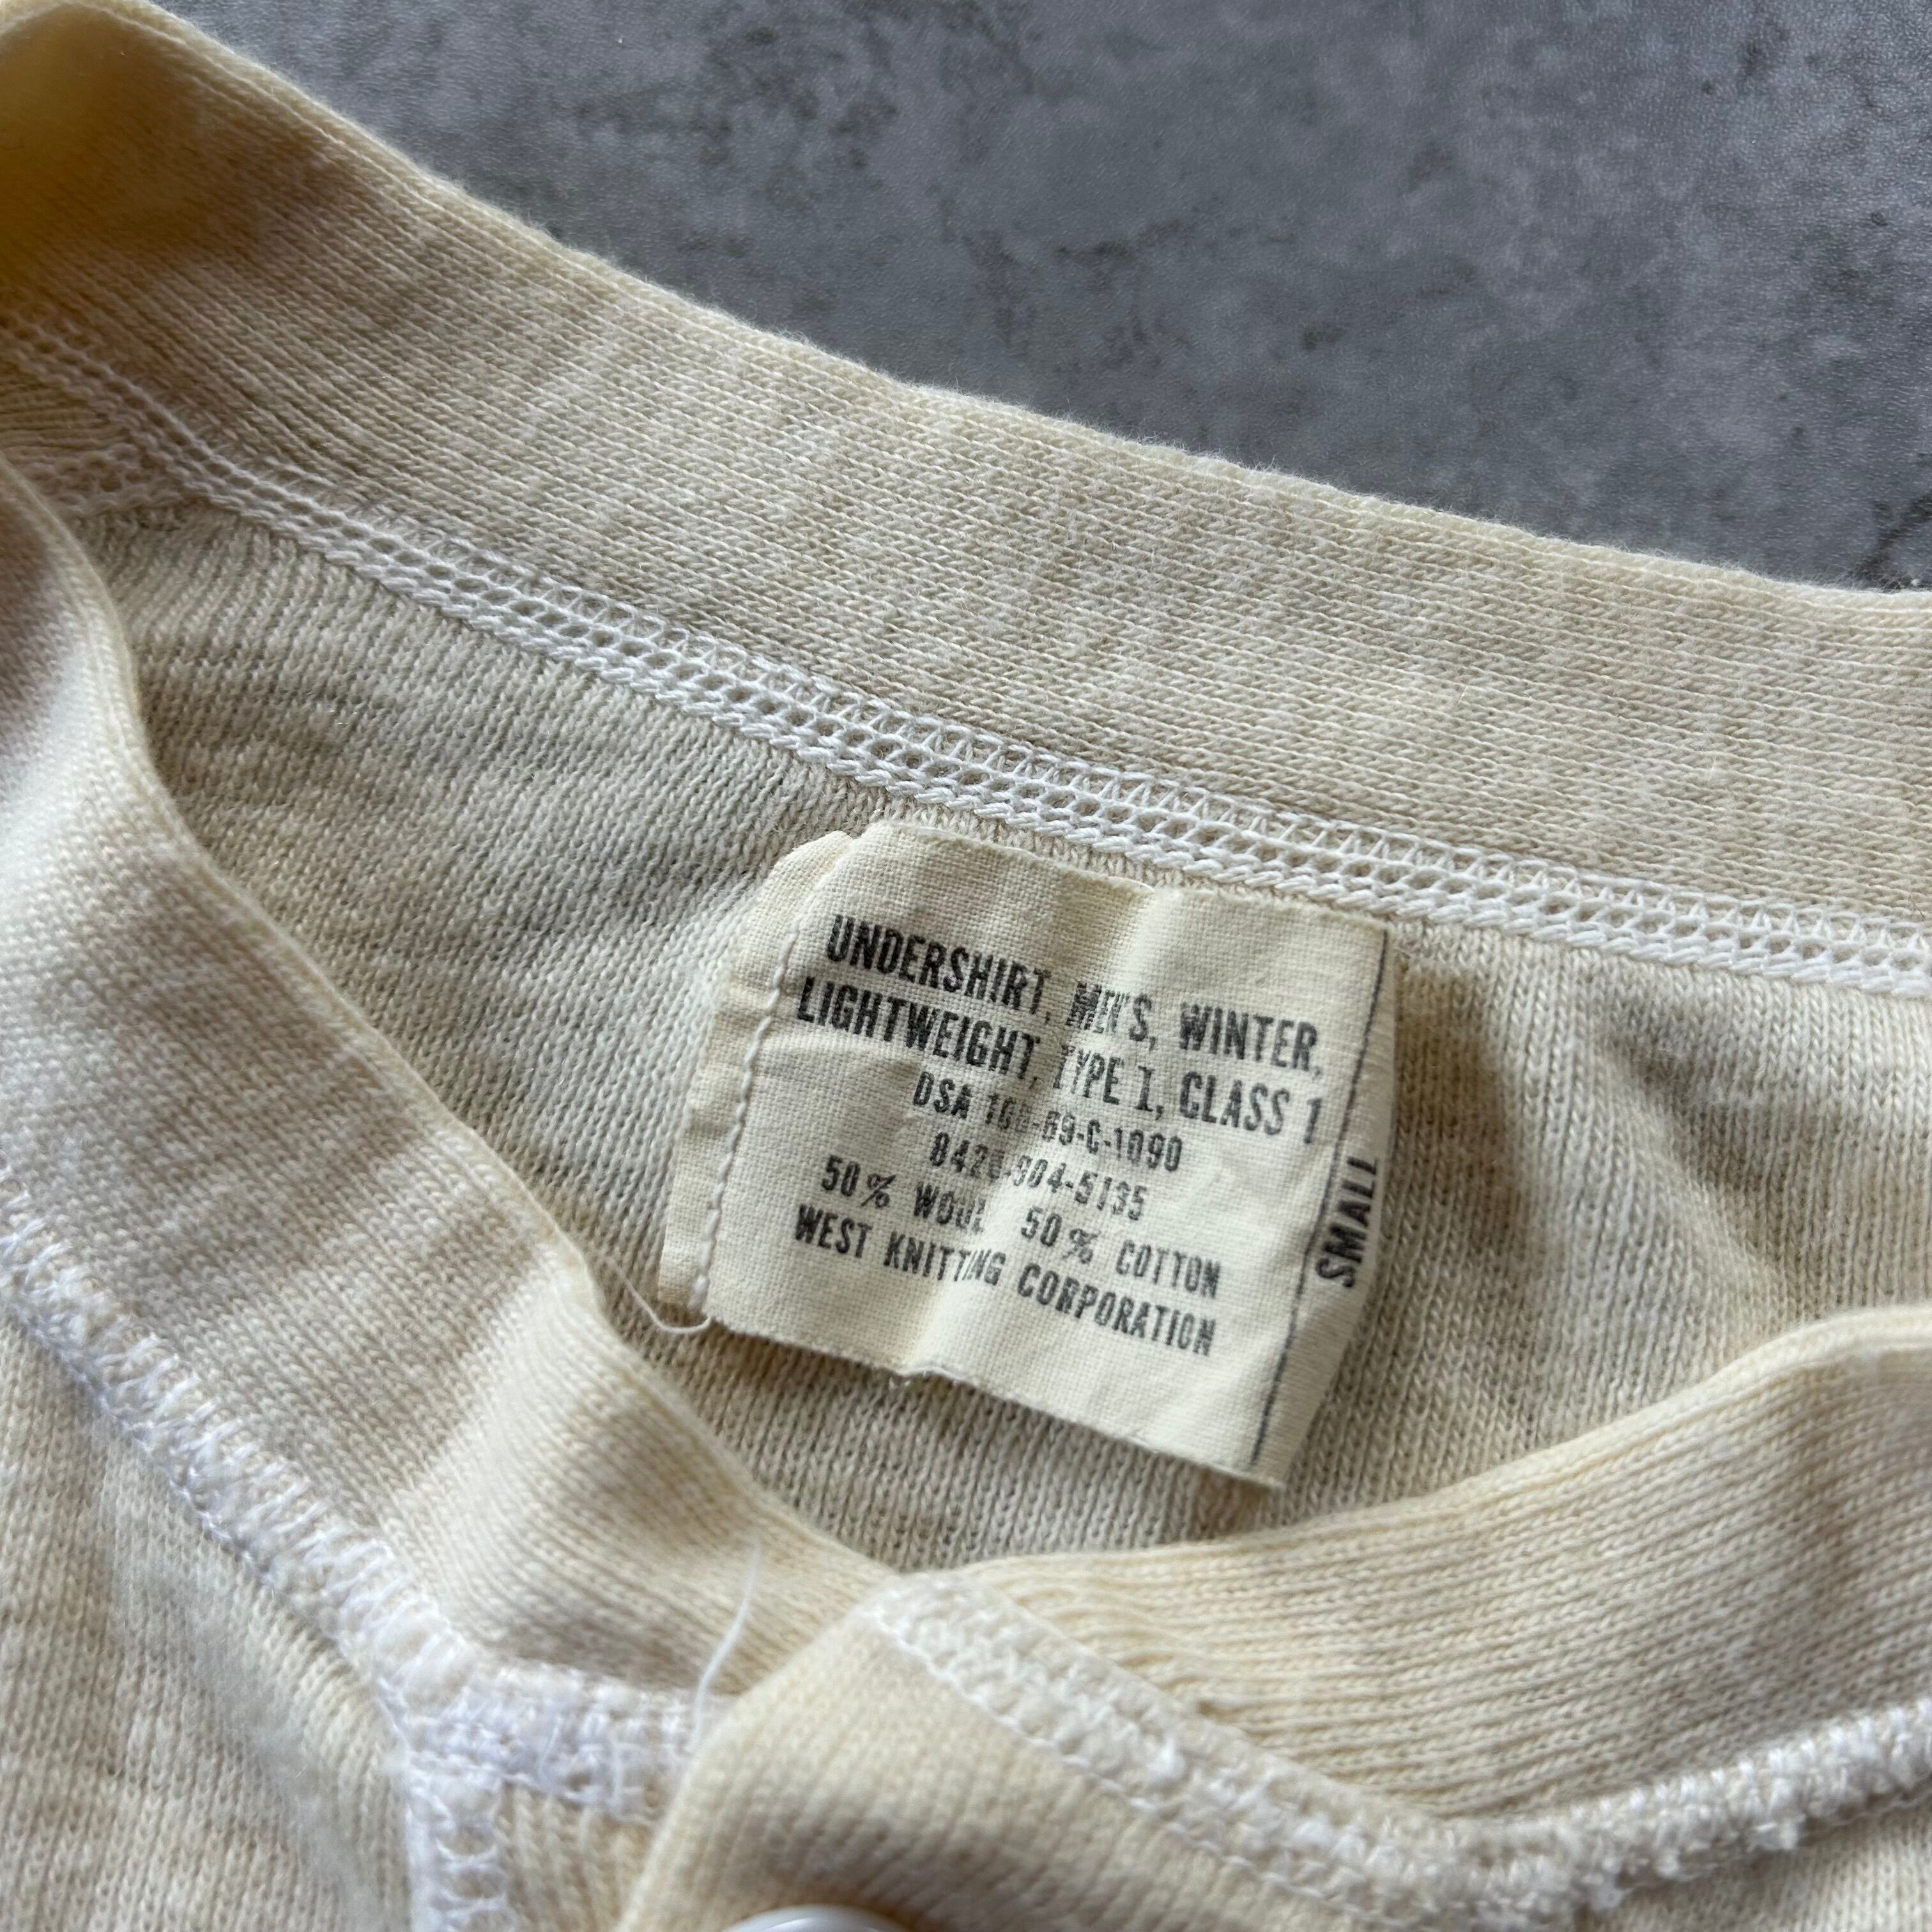 UNDERSHIRT, MEN'S, WINTER,
LIGHTWEIGHT, TYPE I, CLASS 1
DSA 100-69-C-1090
8420-904-5135
50% WOOL 50% COTTON
WEST KNITTING CORPORATION
SMALL